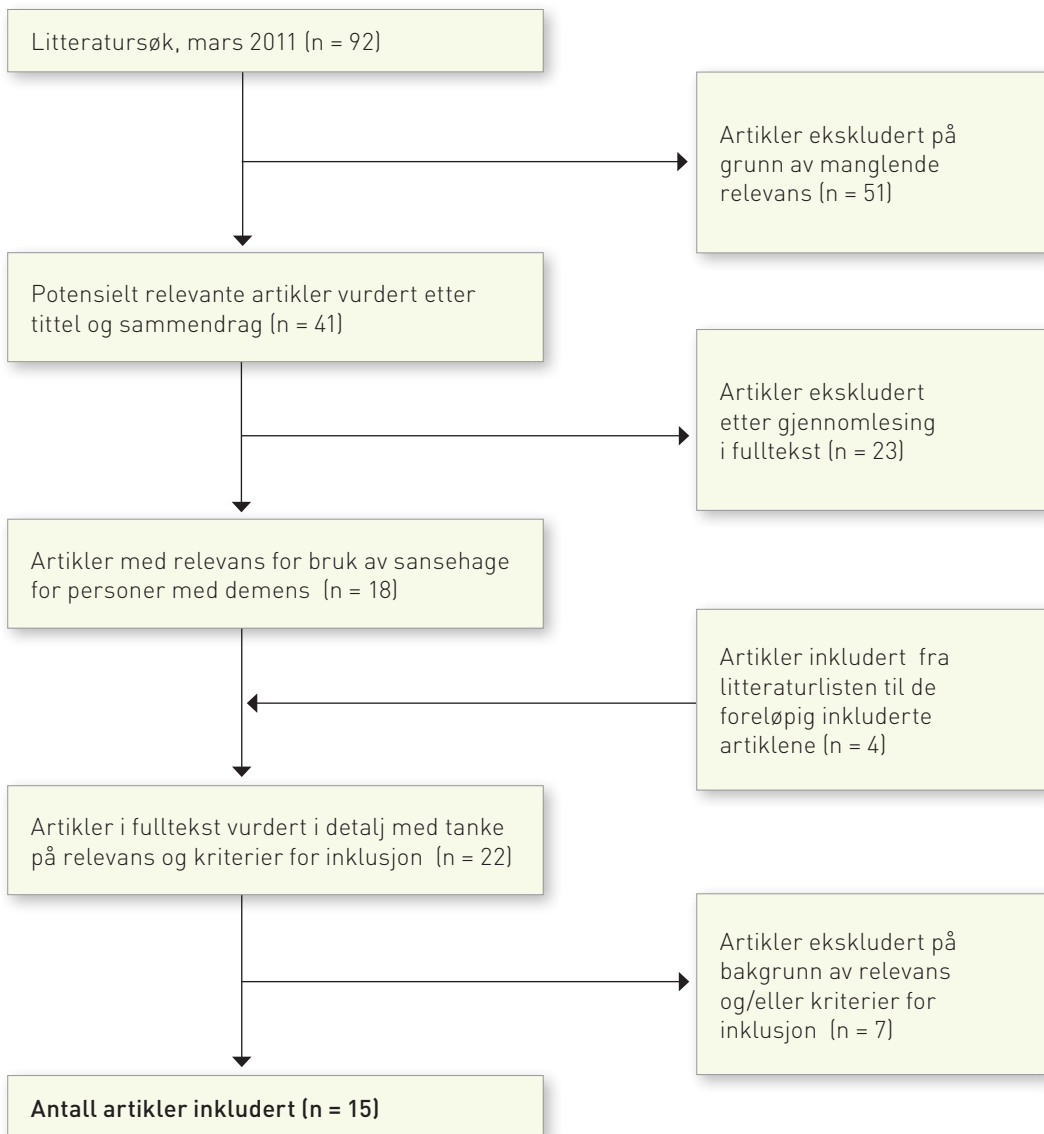 Litteratursøk, mars 2011 (n = 92)
Artikler ekskludert på
grunn av manglende
relevans (n = 51)
Potensielt relevante artikler vurdert etter
tittel og sammendrag (n = 41)
Artikler ekskludert
etter gjennomlesing
i fulltekst (n = 23)
Artikler med relevans for bruk av sansehage
for personer med demens (n = 18)
Artikler inkludert fra
litteraturlisten til de
foreløpig inkluderte
artiklene (n = 4)
Artikler i fulltekst vurdert i detalj med tanke
på relevans og kriterier for inklusjon (n = 22)
Artikler ekskludert på
bakgrunn av relevans
og/eller kriterier for
inklusjon (n = 7)
Antall artikler inkludert (n = 15)